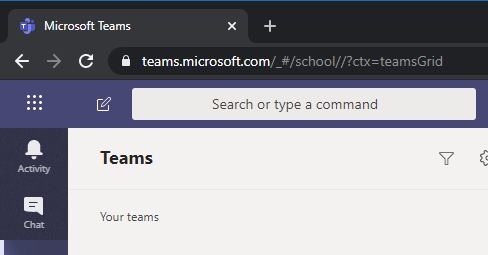 Microsoft Teams
teams.microsoft.com/_#/school//?ctx=teamsGrid
Search or type a command
Activity
Teams
Chat
Your teams